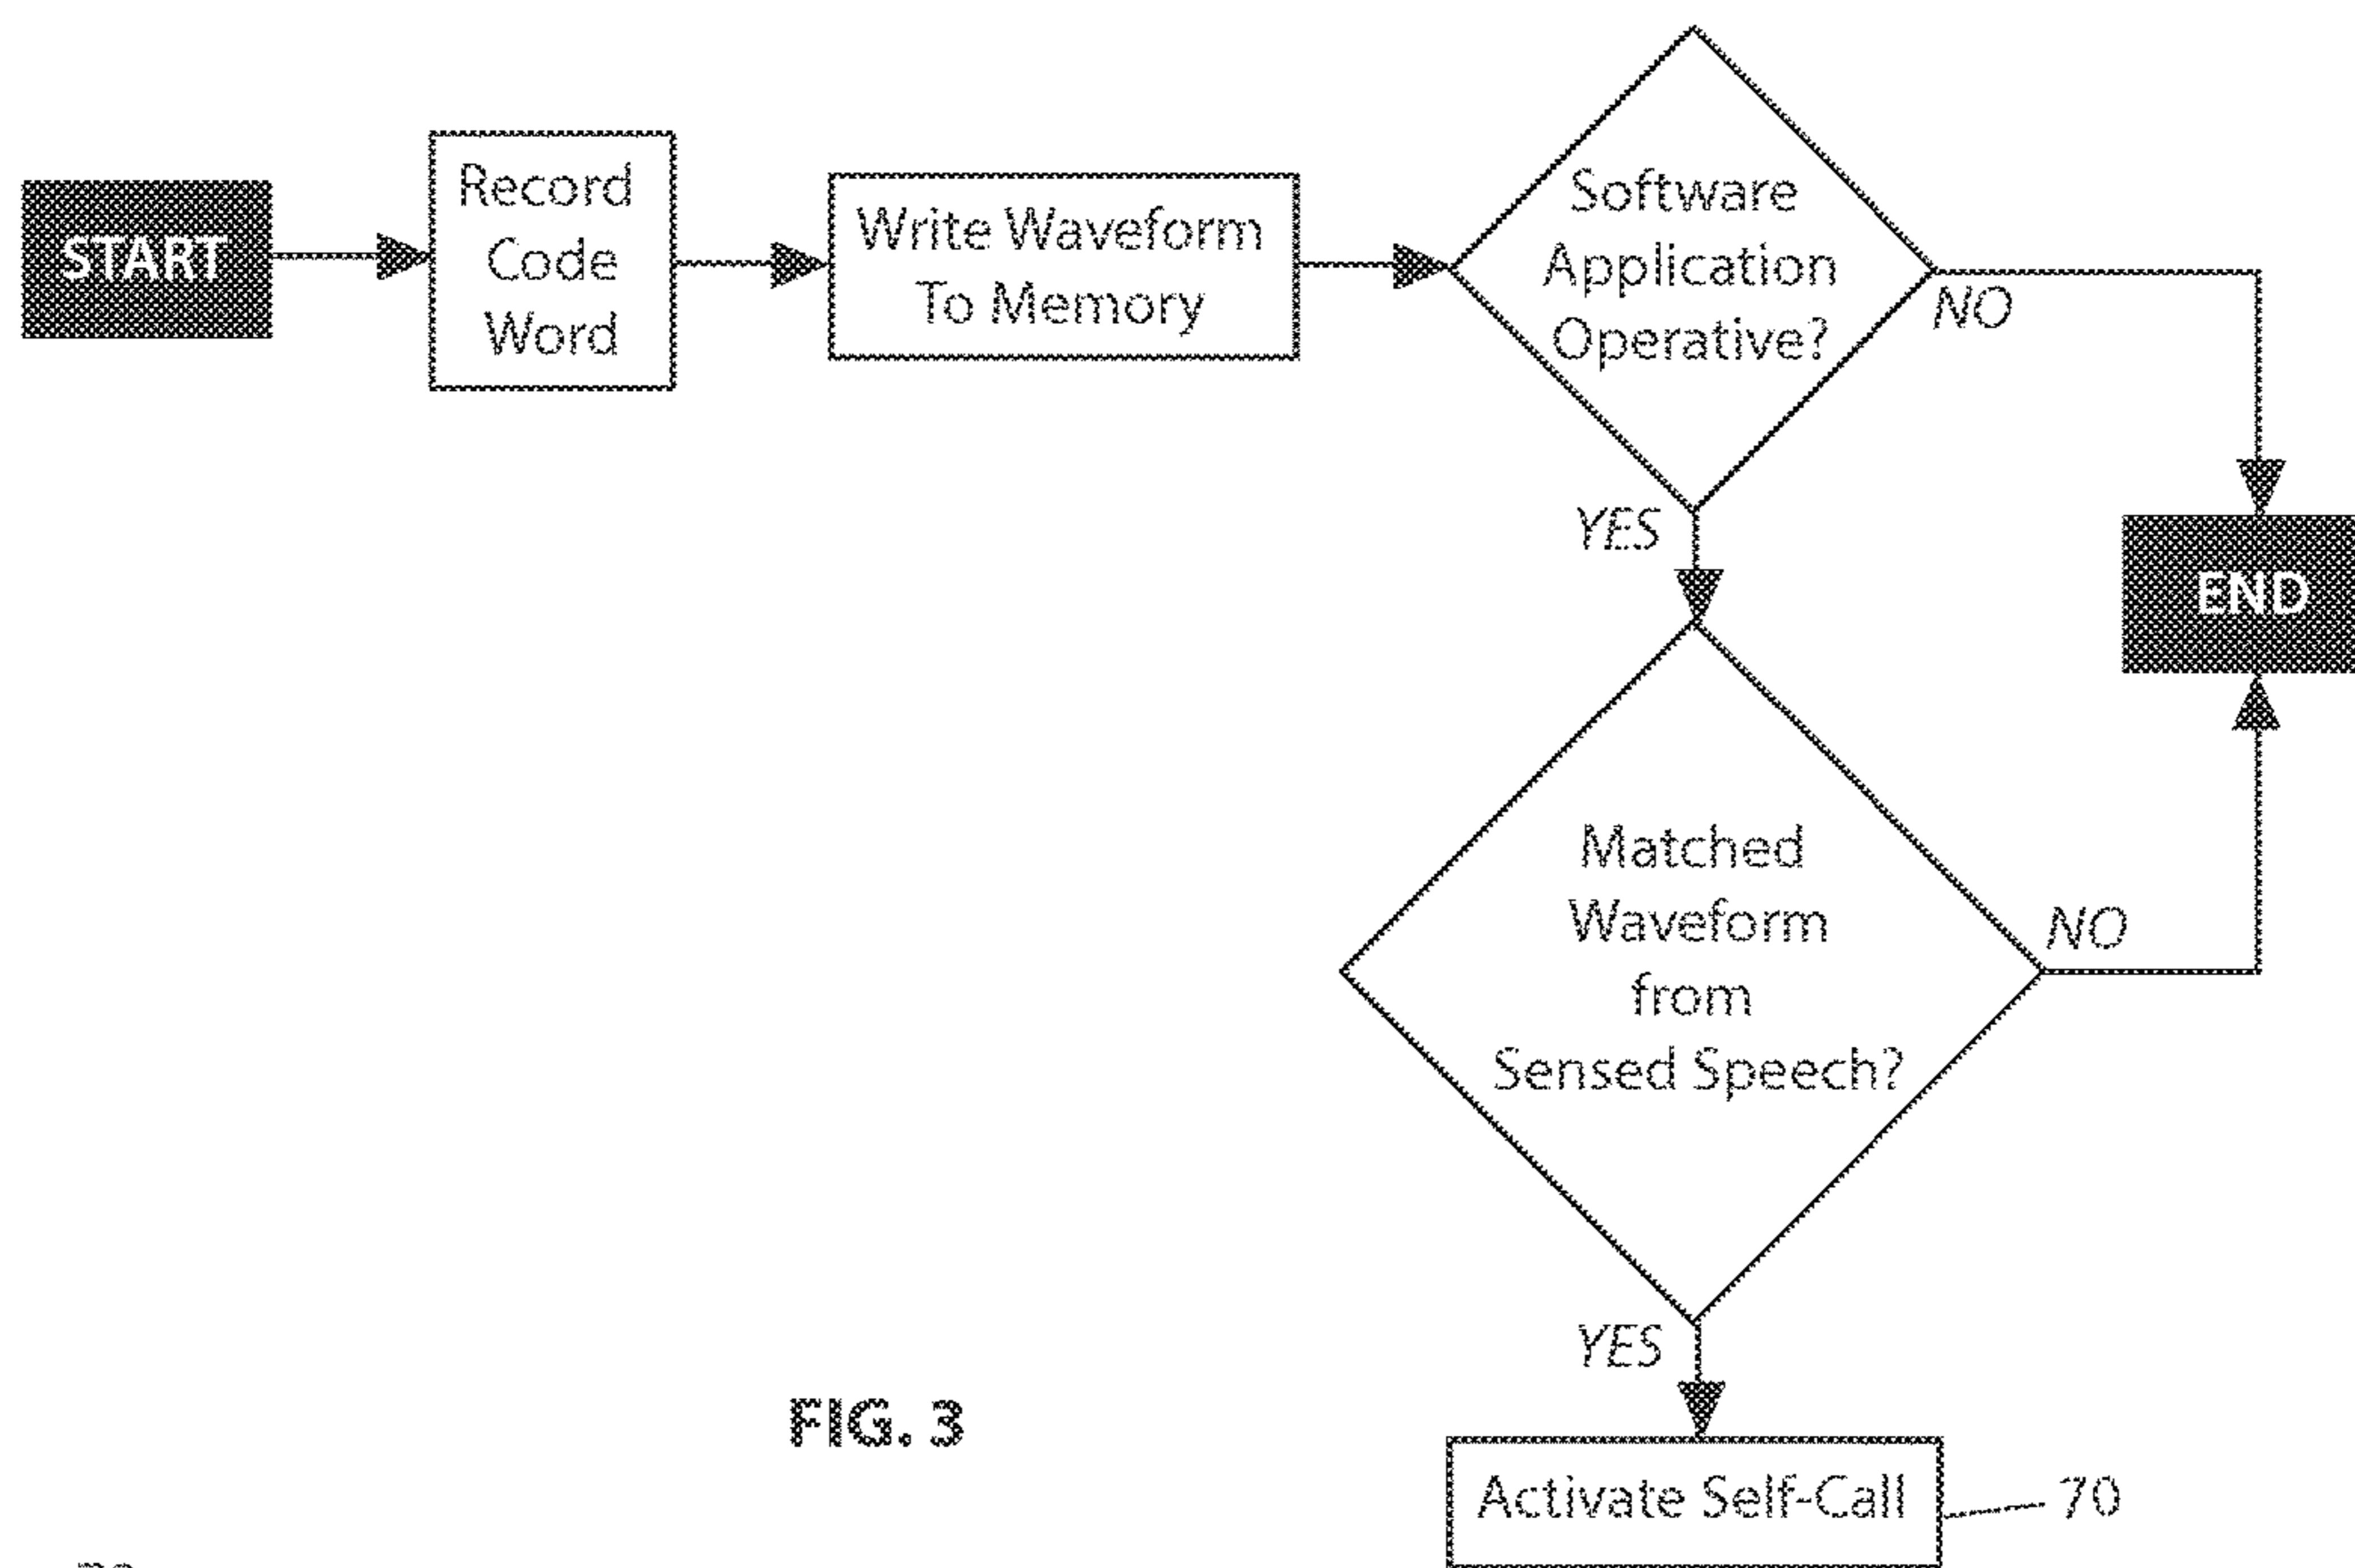 START
Record
Code
Word
Write Waveform
To Memory
Software
Application
Operative?
NO
YES
END
Matched
Waveform
from
Sensed Speech?
NO
YES
FIG. 3
Activate Self-Call
70